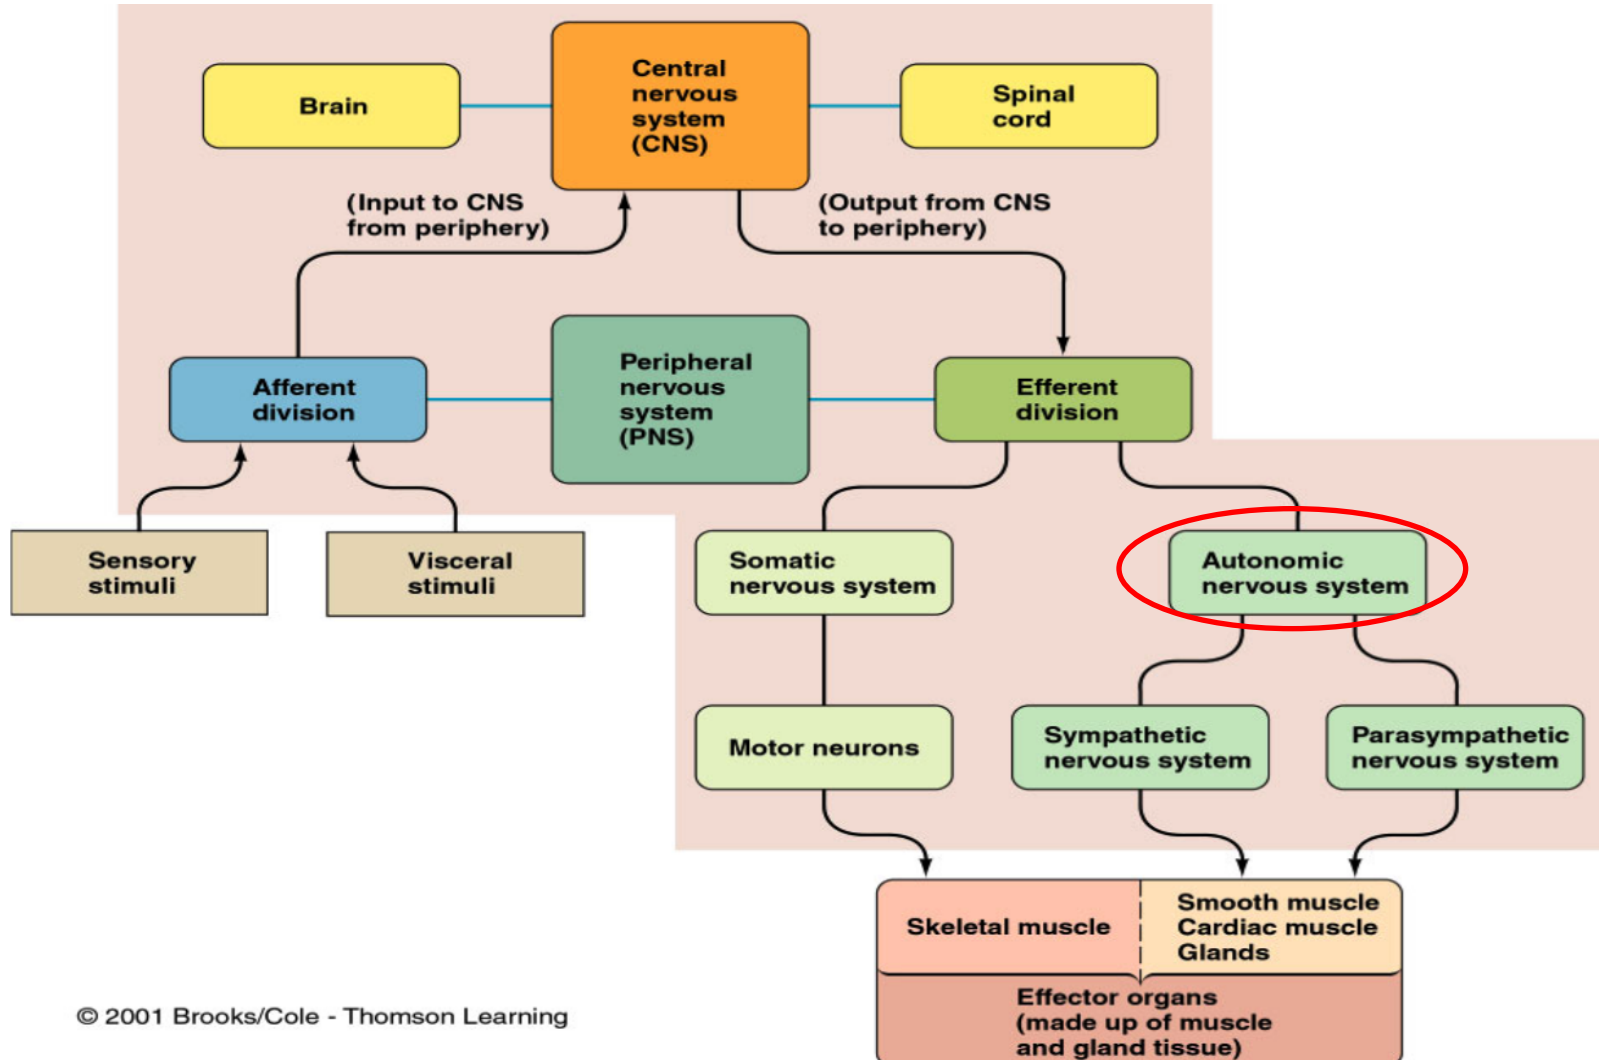 Brain
Central
nervous
system
(CNS)
Spinal
cord
(Input to CNS
from periphery)
(Output from CNS
to periphery)
Afferent
division
Peripheral
nervous
system
(PNS)
Efferent
division
Sensory
stimuli
Visceral
stimuli
Somatic
nervous system
Autonomic
nervous system
Motor neurons
Sympathetic
nervous system
Parasympathetic
nervous system
Skeletal muscle
Smooth muscle
Cardiac muscle
Glands
Effector organs
(made up of muscle
and gland tissue)
© 2001 Brooks/Cole - Thomson Learning